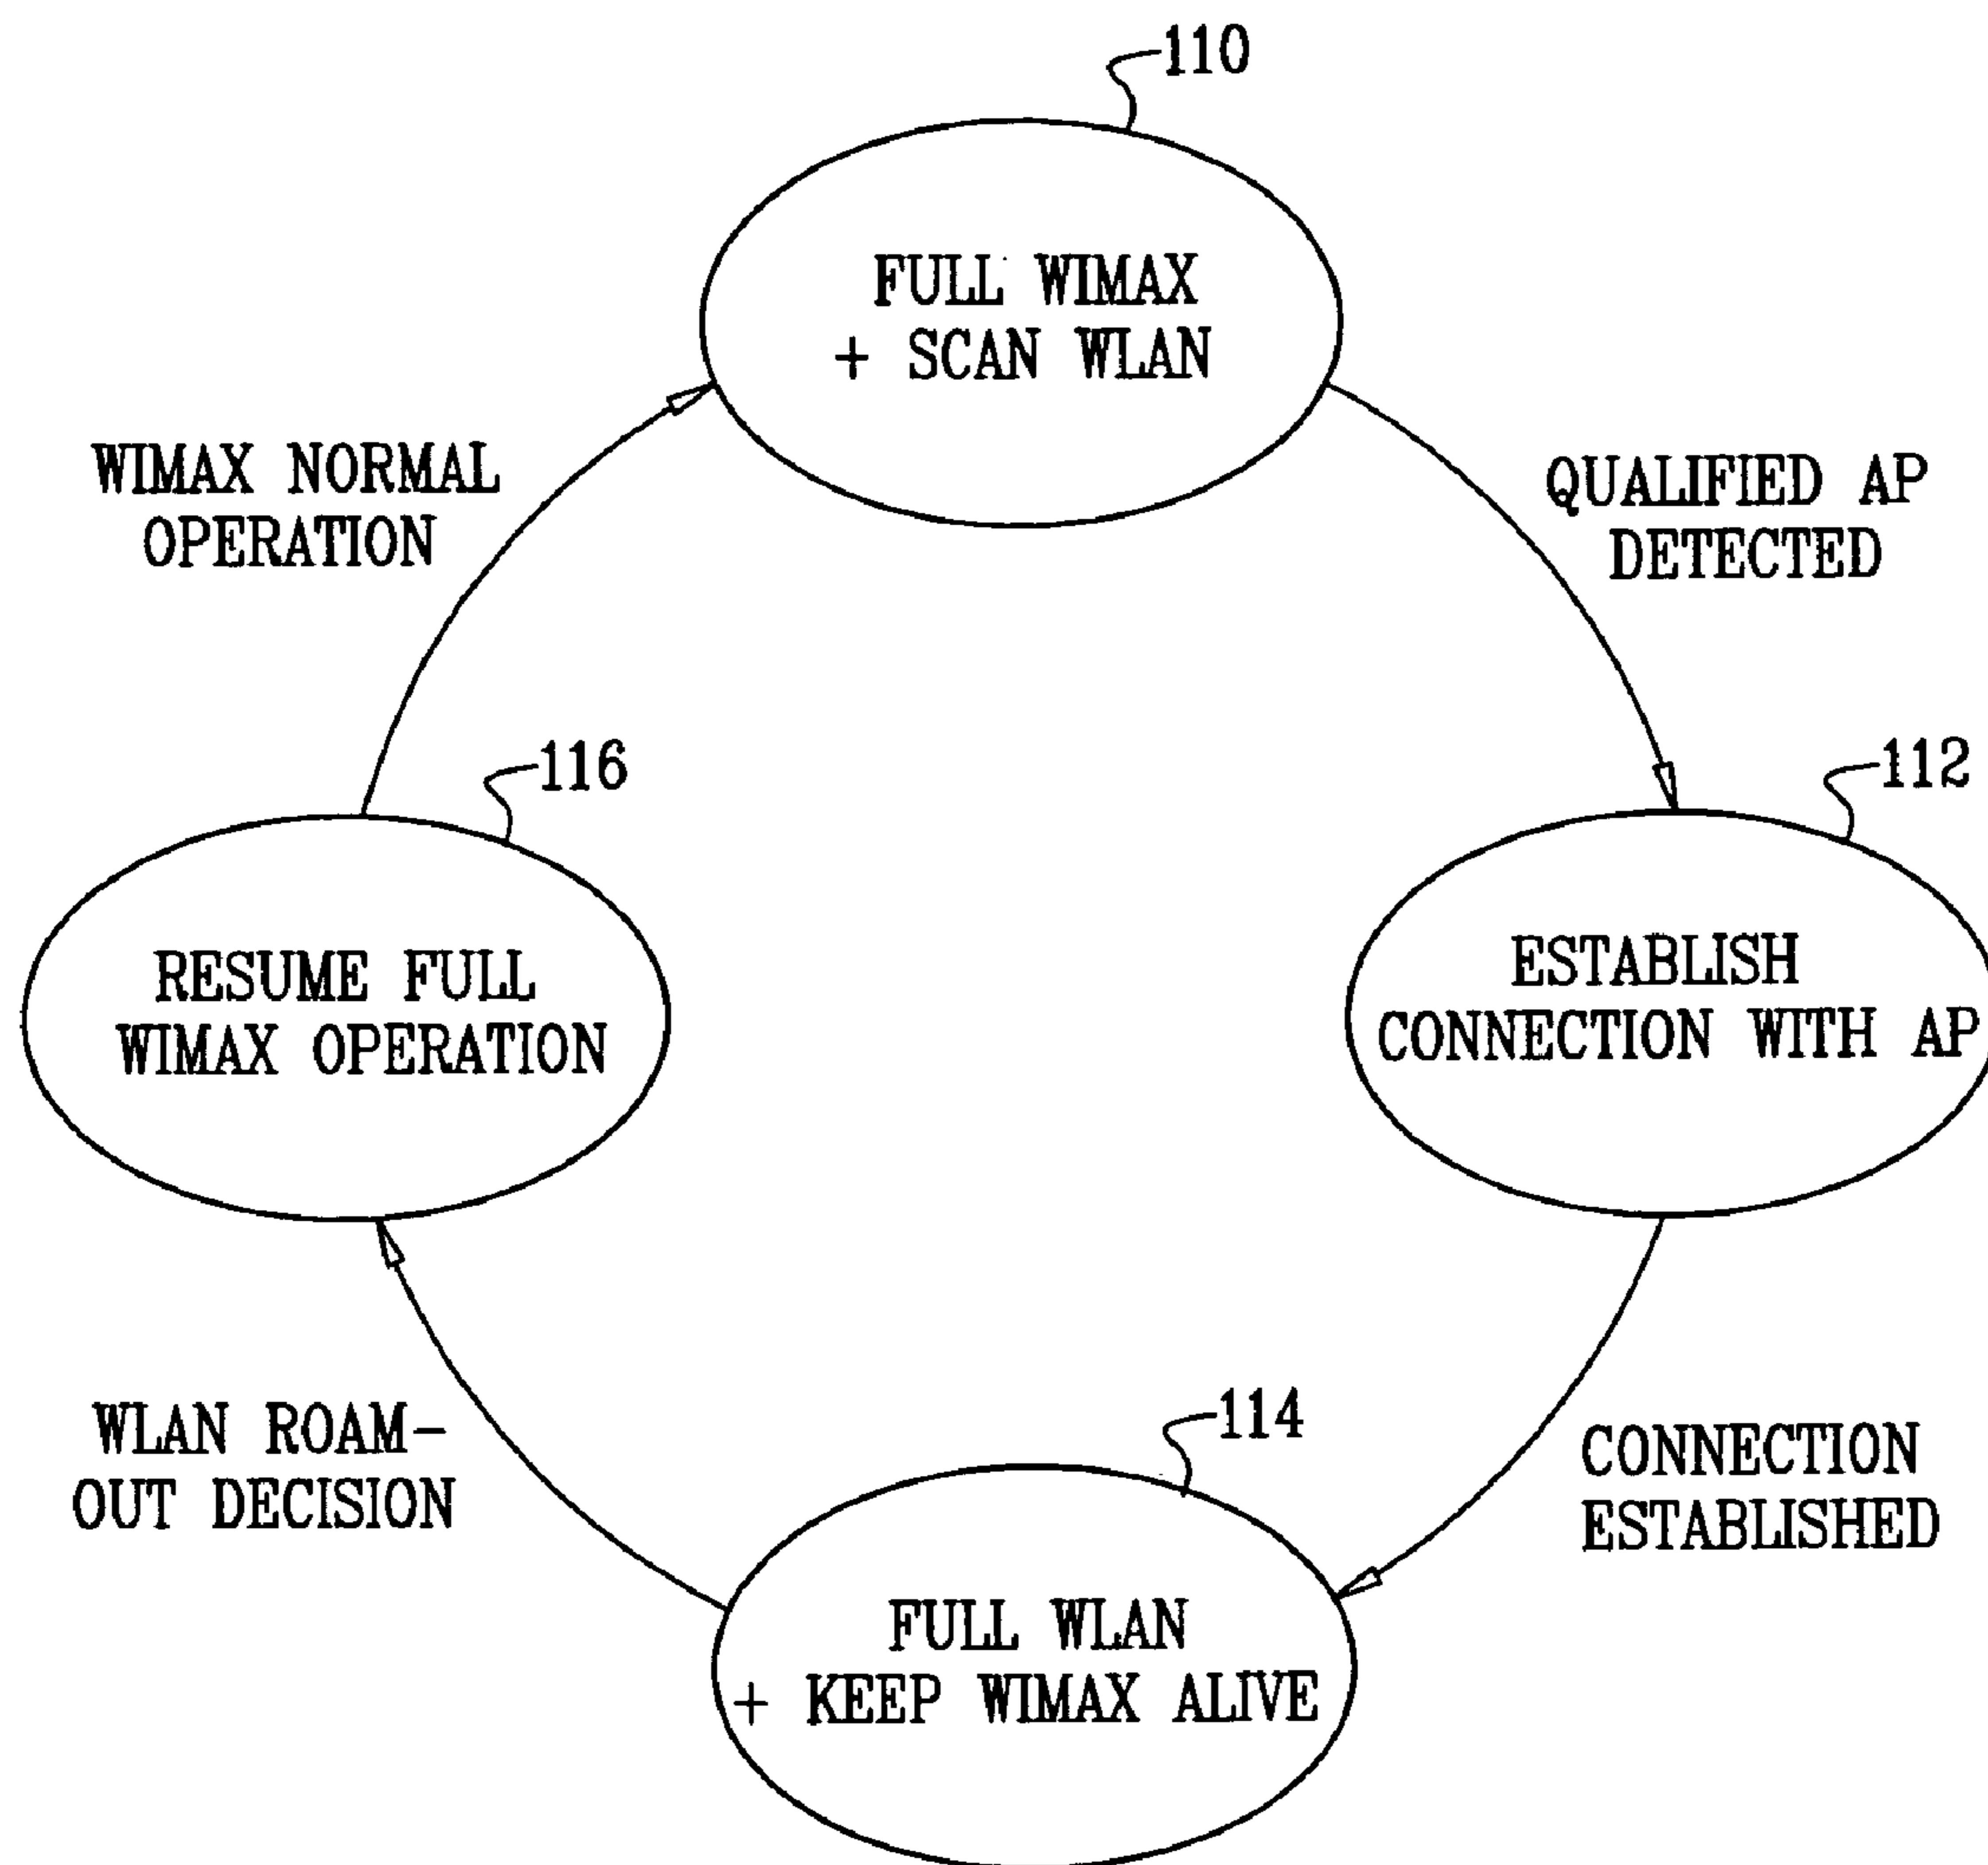 110
FULL WIMAX
+ SCAN WLAN
WIMAX NORMAL
OPERATION
QUALIFIED AP
DETECTED
116
112
RESUME FULL
WIMAX OPERATION
ESTABLISH
CONNECTION WITH AP
WLAN ROAM-
OUT DECISION
114
CONNECTION
ESTABLISHED
FULL WLAN
+ KEEP WIMAX ALIVE